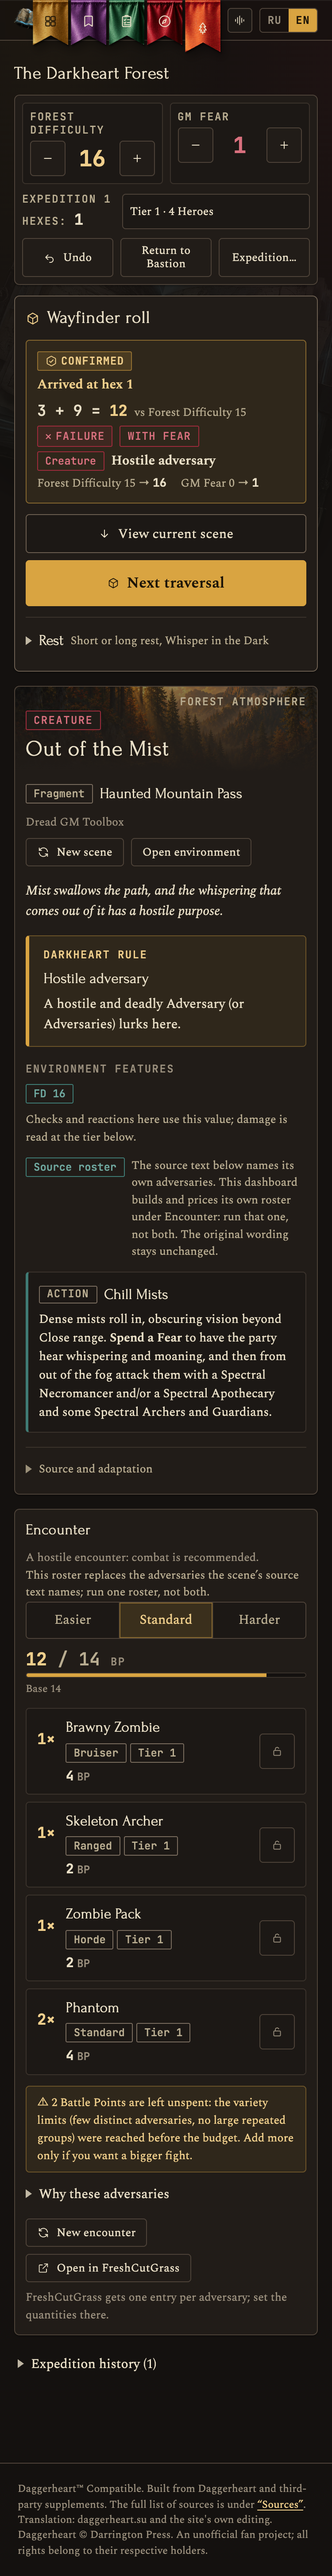 RU EN
The Darkheart Forest
FOREST
DIFFICULTY
− 16 +
GM FEAR
− 1 +
EXPEDITION 1
HEXES: 1
Tier 1 · 4 Heroes
Undo
Return to
Bastion
Expedition…
Wayfinder roll
CONFIRMED
Arrived at hex 1
3 + 9 = 12 vs Forest Difficulty 15
× FAILURE WITH FEAR
Creature Hostile adversary
Forest Difficulty 15 → 16 GM Fear 0 → 1
↓ View current scene
Next traversal
Rest Short or long rest, Whisper in the Dark
FOREST ATMOSPHERE
CREATURE
Out of the Mist
Fragment Haunted Mountain Pass
Dread GM Toolbox
New scene Open environment
Mist swallows the path, and the whispering that
comes out of it has a hostile purpose.
DARKHEART RULE
Hostile adversary
A hostile and deadly Adversary (or
Adversaries) lurks here.
ENVIRONMENT FEATURES
FD 16
Checks and reactions here use this value; damage is
read at the tier below.
Source roster The source text below names its
own adversaries. This dashboard
builds and prices its own roster
under Encounter: run that one,
not both. The original wording
stays unchanged.
ACTION Chill Mists
Dense mists roll in, obscuring vision beyond
Close range. Spend a Fear to have the party
hear whispering and moaning, and then from
out of the fog attack them with a Spectral
Necromancer and/or a Spectral Apothecary
and some Spectral Archers and Guardians.
Source and adaptation
Encounter
A hostile encounter: combat is recommended.
This roster replaces the adversaries the scene's source
text names; run one roster, not both.
Easier Standard Harder
12 / 14 BP
Base 14
1×
Brawny Zombie
Bruiser Tier 1
4 BP
1×
Skeleton Archer
Ranged Tier 1
2 BP
1×
Zombie Pack
Horde Tier 1
2 BP
2×
Phantom
Standard Tier 1
4 BP
⚠ 2 Battle Points are left unspent: the variety
limits (few distinct adversaries, no large repeated
groups) were reached before the budget. Add more
only if you want a bigger fight.
Why these adversaries
New encounter
Open in FreshCutGrass
FreshCutGrass gets one entry per adversary; set the
quantities there.
Expedition history (1)
Daggerheart™ Compatible. Built from Daggerheart and third-
party supplements. The full list of sources is under “Sources”.
Translation: daggerheart.su and the site's own editing.
Daggerheart © Darrington Press. An unofficial fan project; all
rights belong to their respective holders.